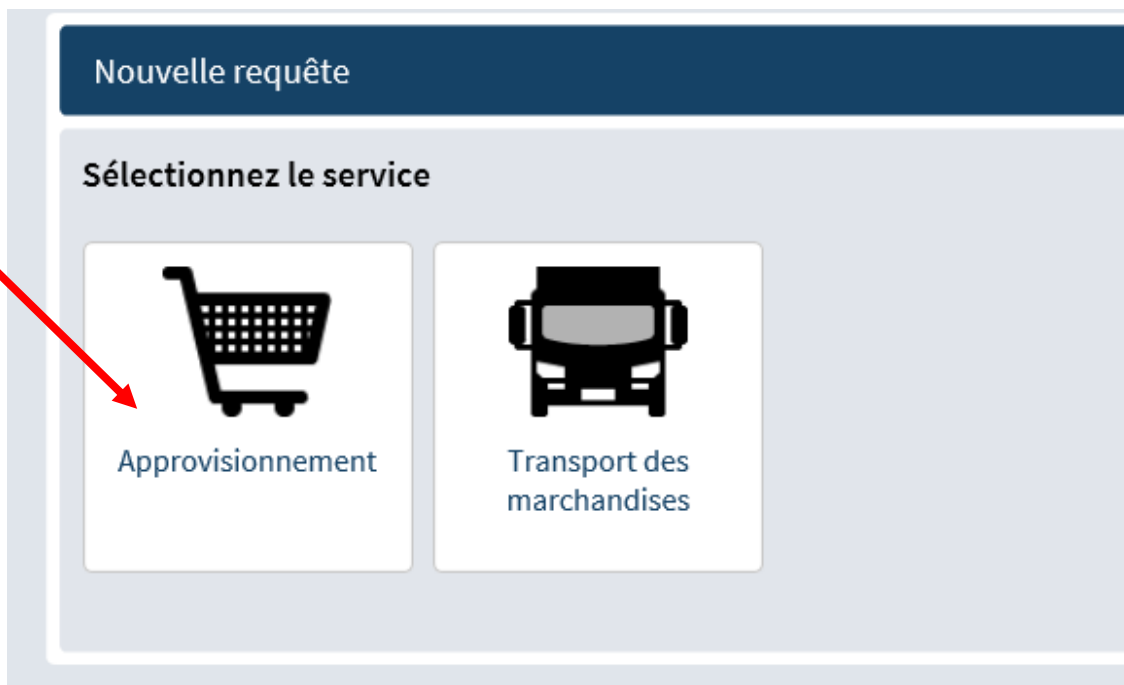 Nouvelle requête
Sélectionnez le service
Approvisionnement
Transport des
marchandises